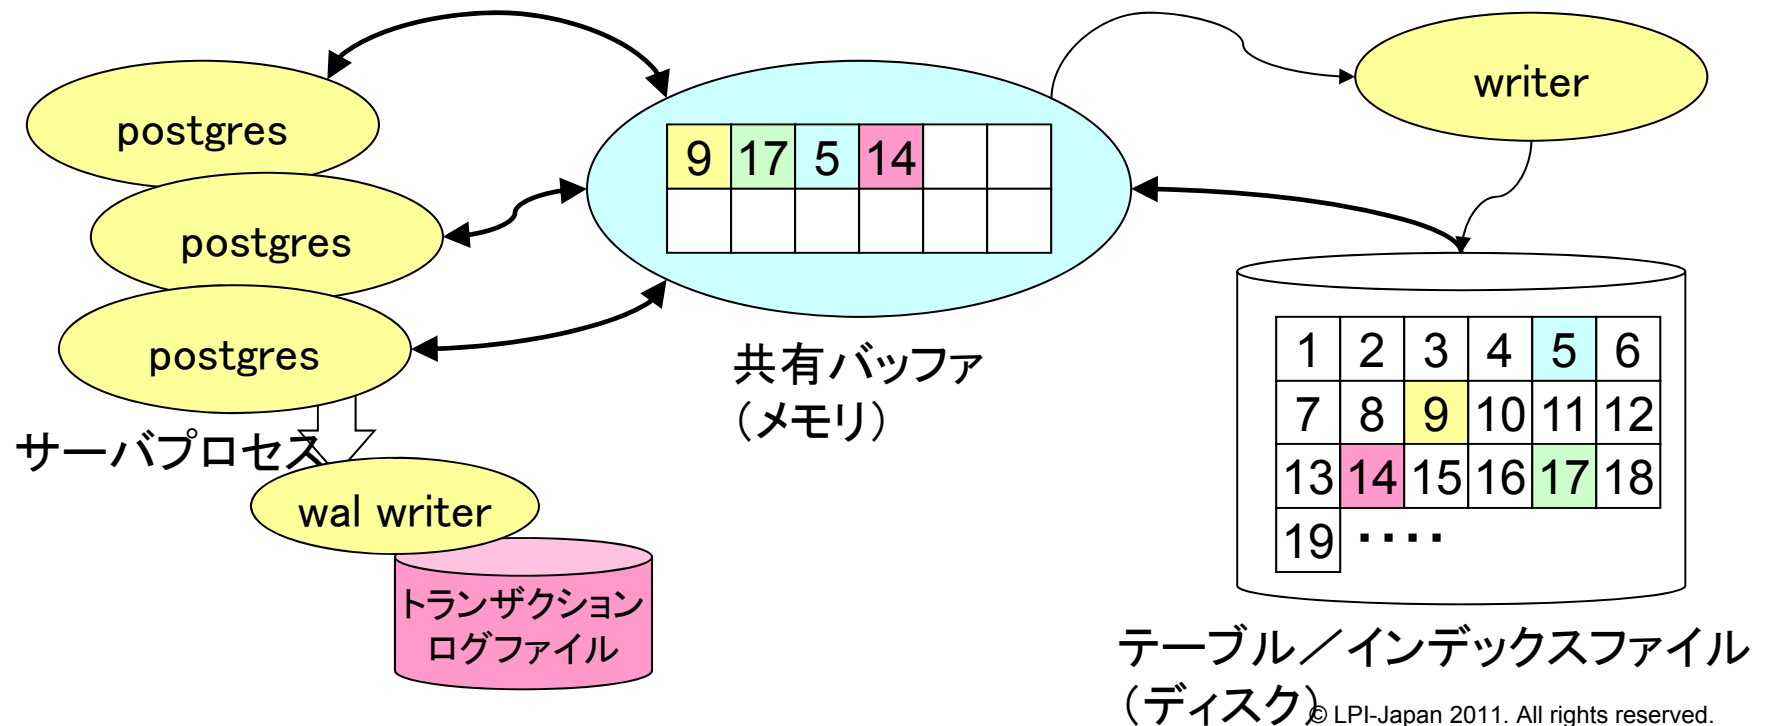 postgres
postgres
postgres
サーバプロセス
wal writer
トランザクション
ログファイル
9 17 5 14
共有バッファ
(メモリ)
writer
1 2 3 4 5 6
7 8 9 10 11 12
13 14 15 16 17 18
19 ････
テーブル／インデックスファイル
(ディスク)
© LPI-Japan 2011. All rights reserved.